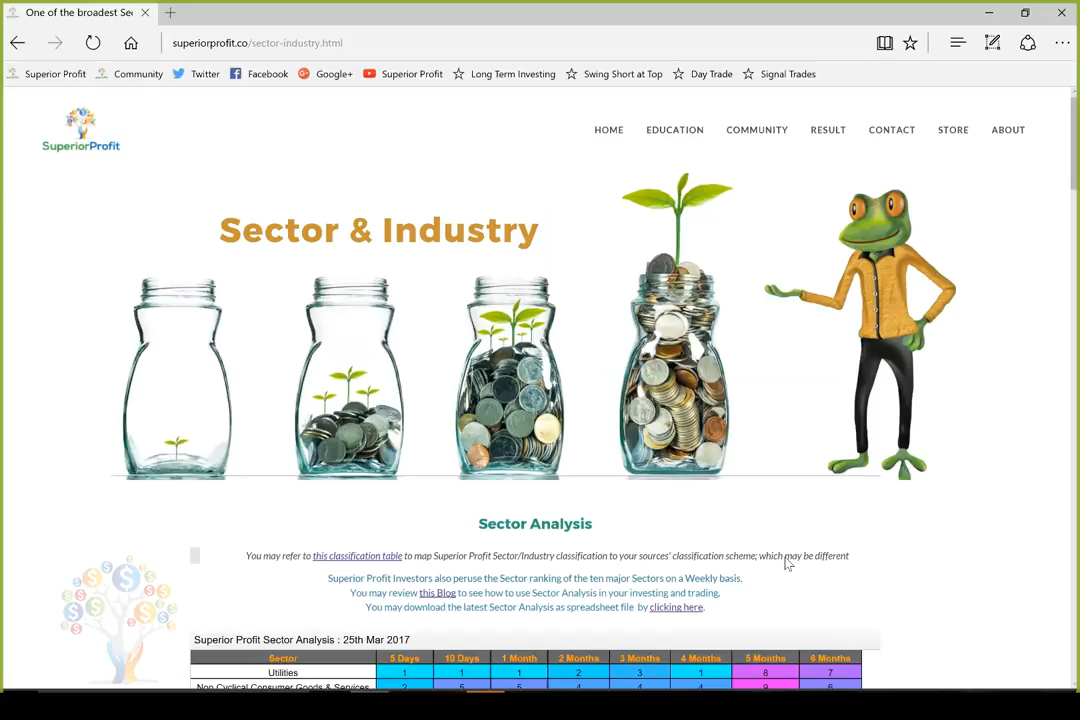 One of the broadest Sec
superiorprofit.co/sector-industry.html
Superior Profit Community Twitter Facebook Google+ Superior Profit Long Term Investing Swing Short at Top Day Trade Signal Trades
SuperiorProfit
HOME EDUCATION COMMUNITY RESULT CONTACT STORE ABOUT
Sector & Industry
Sector Analysis
You may refer to this classification table to map Superior Profit Sector/Industry classification to your sources' classification scheme; which may be different
Superior Profit Investors also peruse the Sector ranking of the ten major Sectors on a Weekly basis.
You may review this Blog to see how to use Sector Analysis in your investing and trading.
You may download the latest Sector Analysis as spreadsheet file by clicking here.
Superior Profit Sector Analysis : 25th Mar 2017
Sector 5 Days 10 Days 1 Month 2 Months 3 Months 4 Months 5 Months 6 Months
Utilities 1 1 1 2 3 1 8 7
Non Cyclical Consumer Goods & Services 2 5 5 4 4 4 9 6